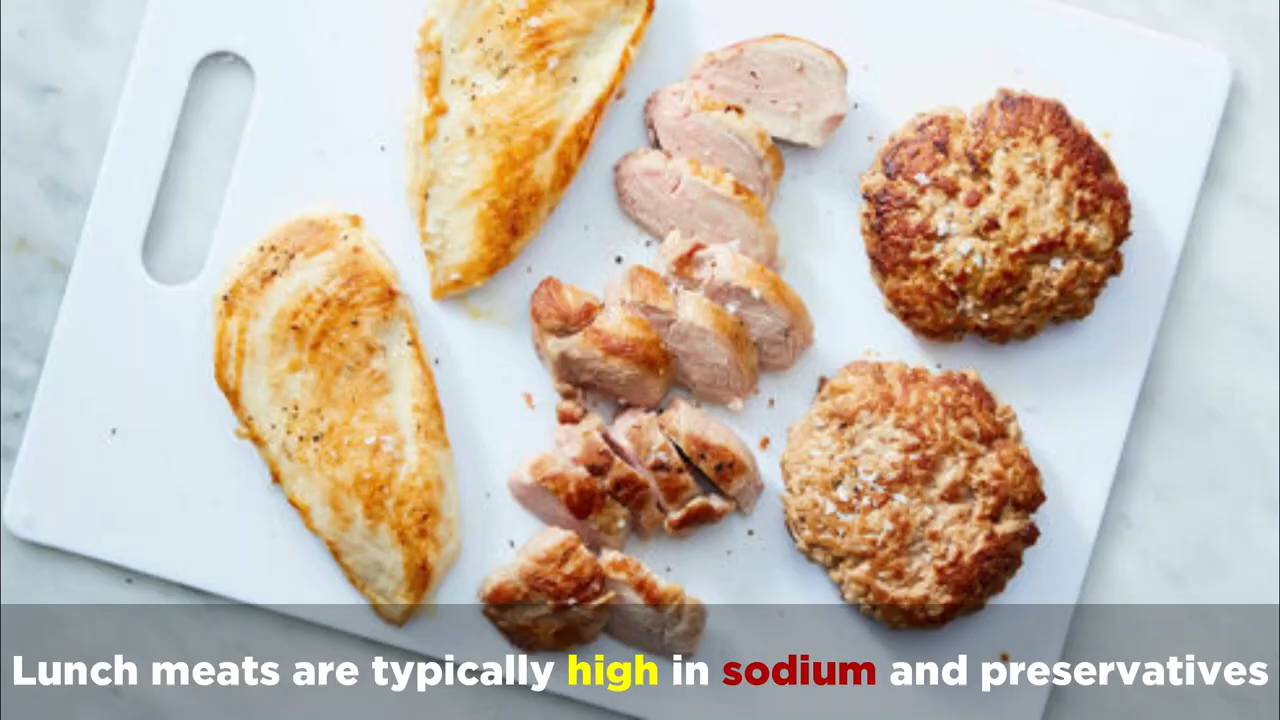 Lunch meats are typically high in sodium and preservatives